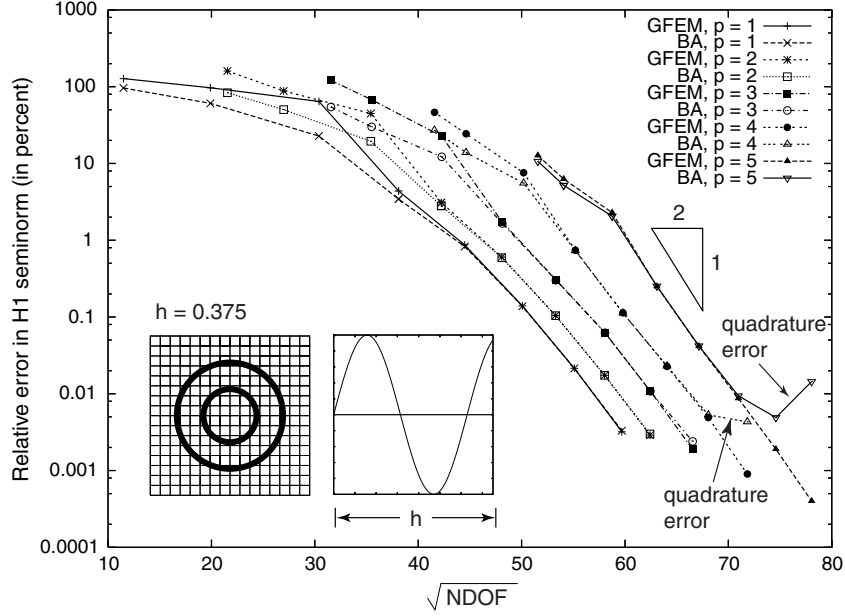 Relative error in H1 seminorm (in percent)
1000
100
10
1
0.1
0.01
0.001
0.0001
GFEM, p = 1
BA, p = 1
GFEM, p = 2
BA, p = 2
GFEM, p = 3
BA, p = 3
GFEM, p = 4
BA, p = 4
GFEM, p = 5
BA, p = 5
2
1
h = 0.375
h
quadrature
error
quadrature
error
10 20 30 40 50 60 70 80
√NDOF